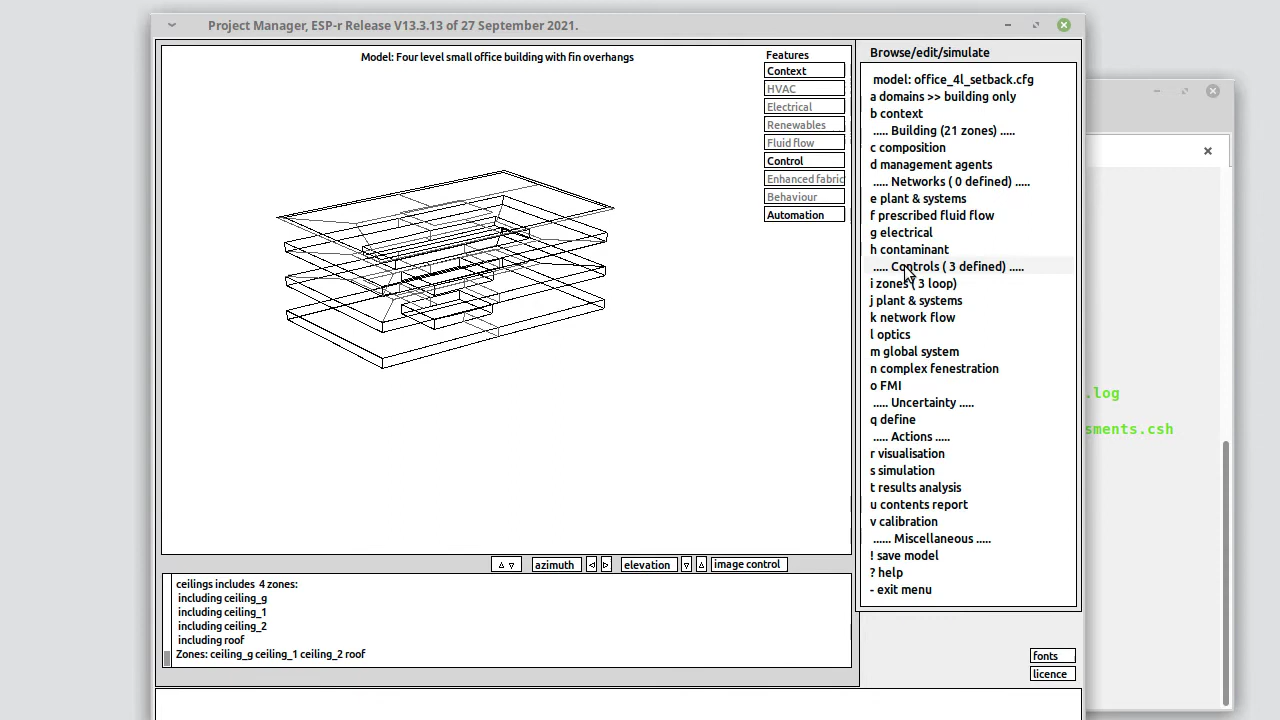 Project Manager, ESP-r Release V13.3.13 of 27 September 2021.
Model: Four level small office building with fin overhangs
Features
Context
HVAC
Electrical
Renewables
Fluid flow
Control
Enhanced fabric
Behaviour
Automation
Browse/edit/simulate
model: office_4l_setback.cfg
a domains >> building only
b context
..... Building (21 zones) .....
c composition
d management agents
..... Networks ( 0 defined) .....
e plant & systems
f prescribed fluid flow
g electrical
h contaminant
..... Controls ( 3 defined) .....
i zones ( 3 loop)
j plant & systems
k network flow
l optics
m global system
n complex fenestration
o FMI
..... Uncertainty .....
q define
..... Actions .....
r visualisation
s simulation
t results analysis
u contents report
v calibration
...... Miscellaneous .....
! save model
? help
- exit menu
azimuth
elevation
image control
ceilings includes 4 zones:
including ceiling_g
including ceiling_1
including ceiling_2
including roof
Zones: ceiling_g ceiling_1 ceiling_2 roof
fonts
licence
.log
sments.csh